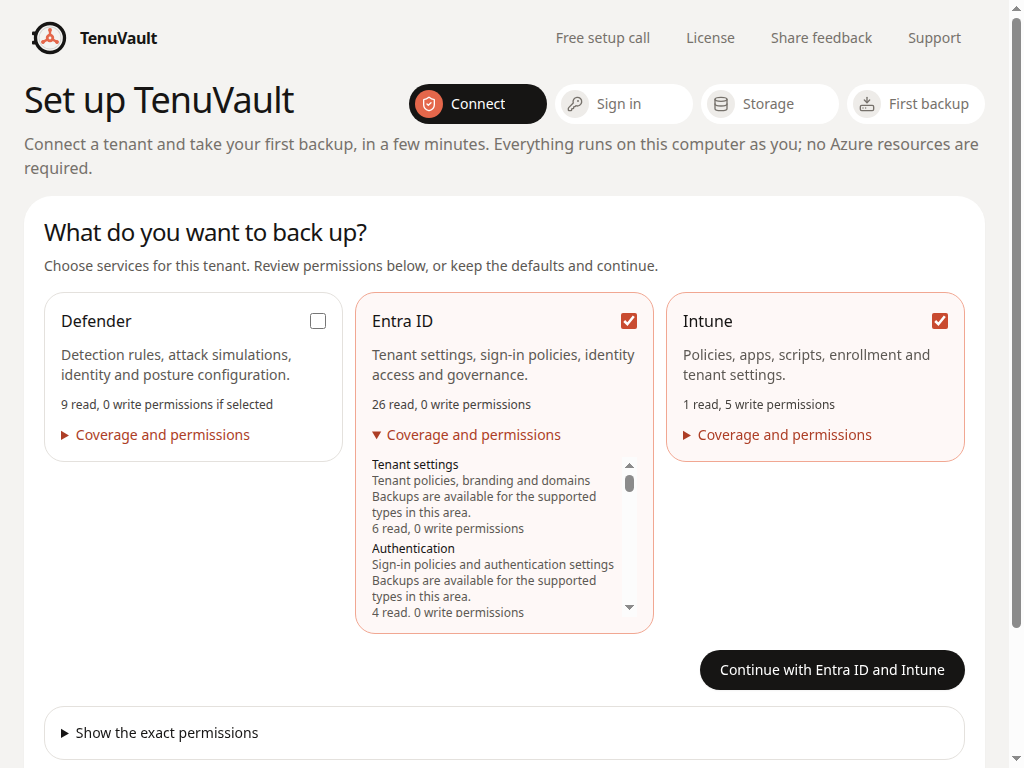 TenuVault
Free setup call
License
Share feedback
Support
Set up TenuVault
Connect
Sign in
Storage
First backup
Connect a tenant and take your first backup, in a few minutes. Everything runs on this computer as you; no Azure resources are
required.
What do you want to back up?
Choose services for this tenant. Review permissions below, or keep the defaults and continue.
Defender
Detection rules, attack simulations,
identity and posture configuration.
9 read, 0 write permissions if selected
Coverage and permissions
Entra ID
Tenant settings, sign-in policies, identity
access and governance.
26 read, 0 write permissions
Coverage and permissions
Tenant settings
Tenant policies, branding and domains
Backups are available for the supported
types in this area.
6 read, 0 write permissions
Authentication
Sign-in policies and authentication settings
Backups are available for the supported
types in this area.
4 read, 0 write permissions
Intune
Policies, apps, scripts, enrollment and
tenant settings.
1 read, 5 write permissions
Coverage and permissions
Continue with Entra ID and Intune
Show the exact permissions